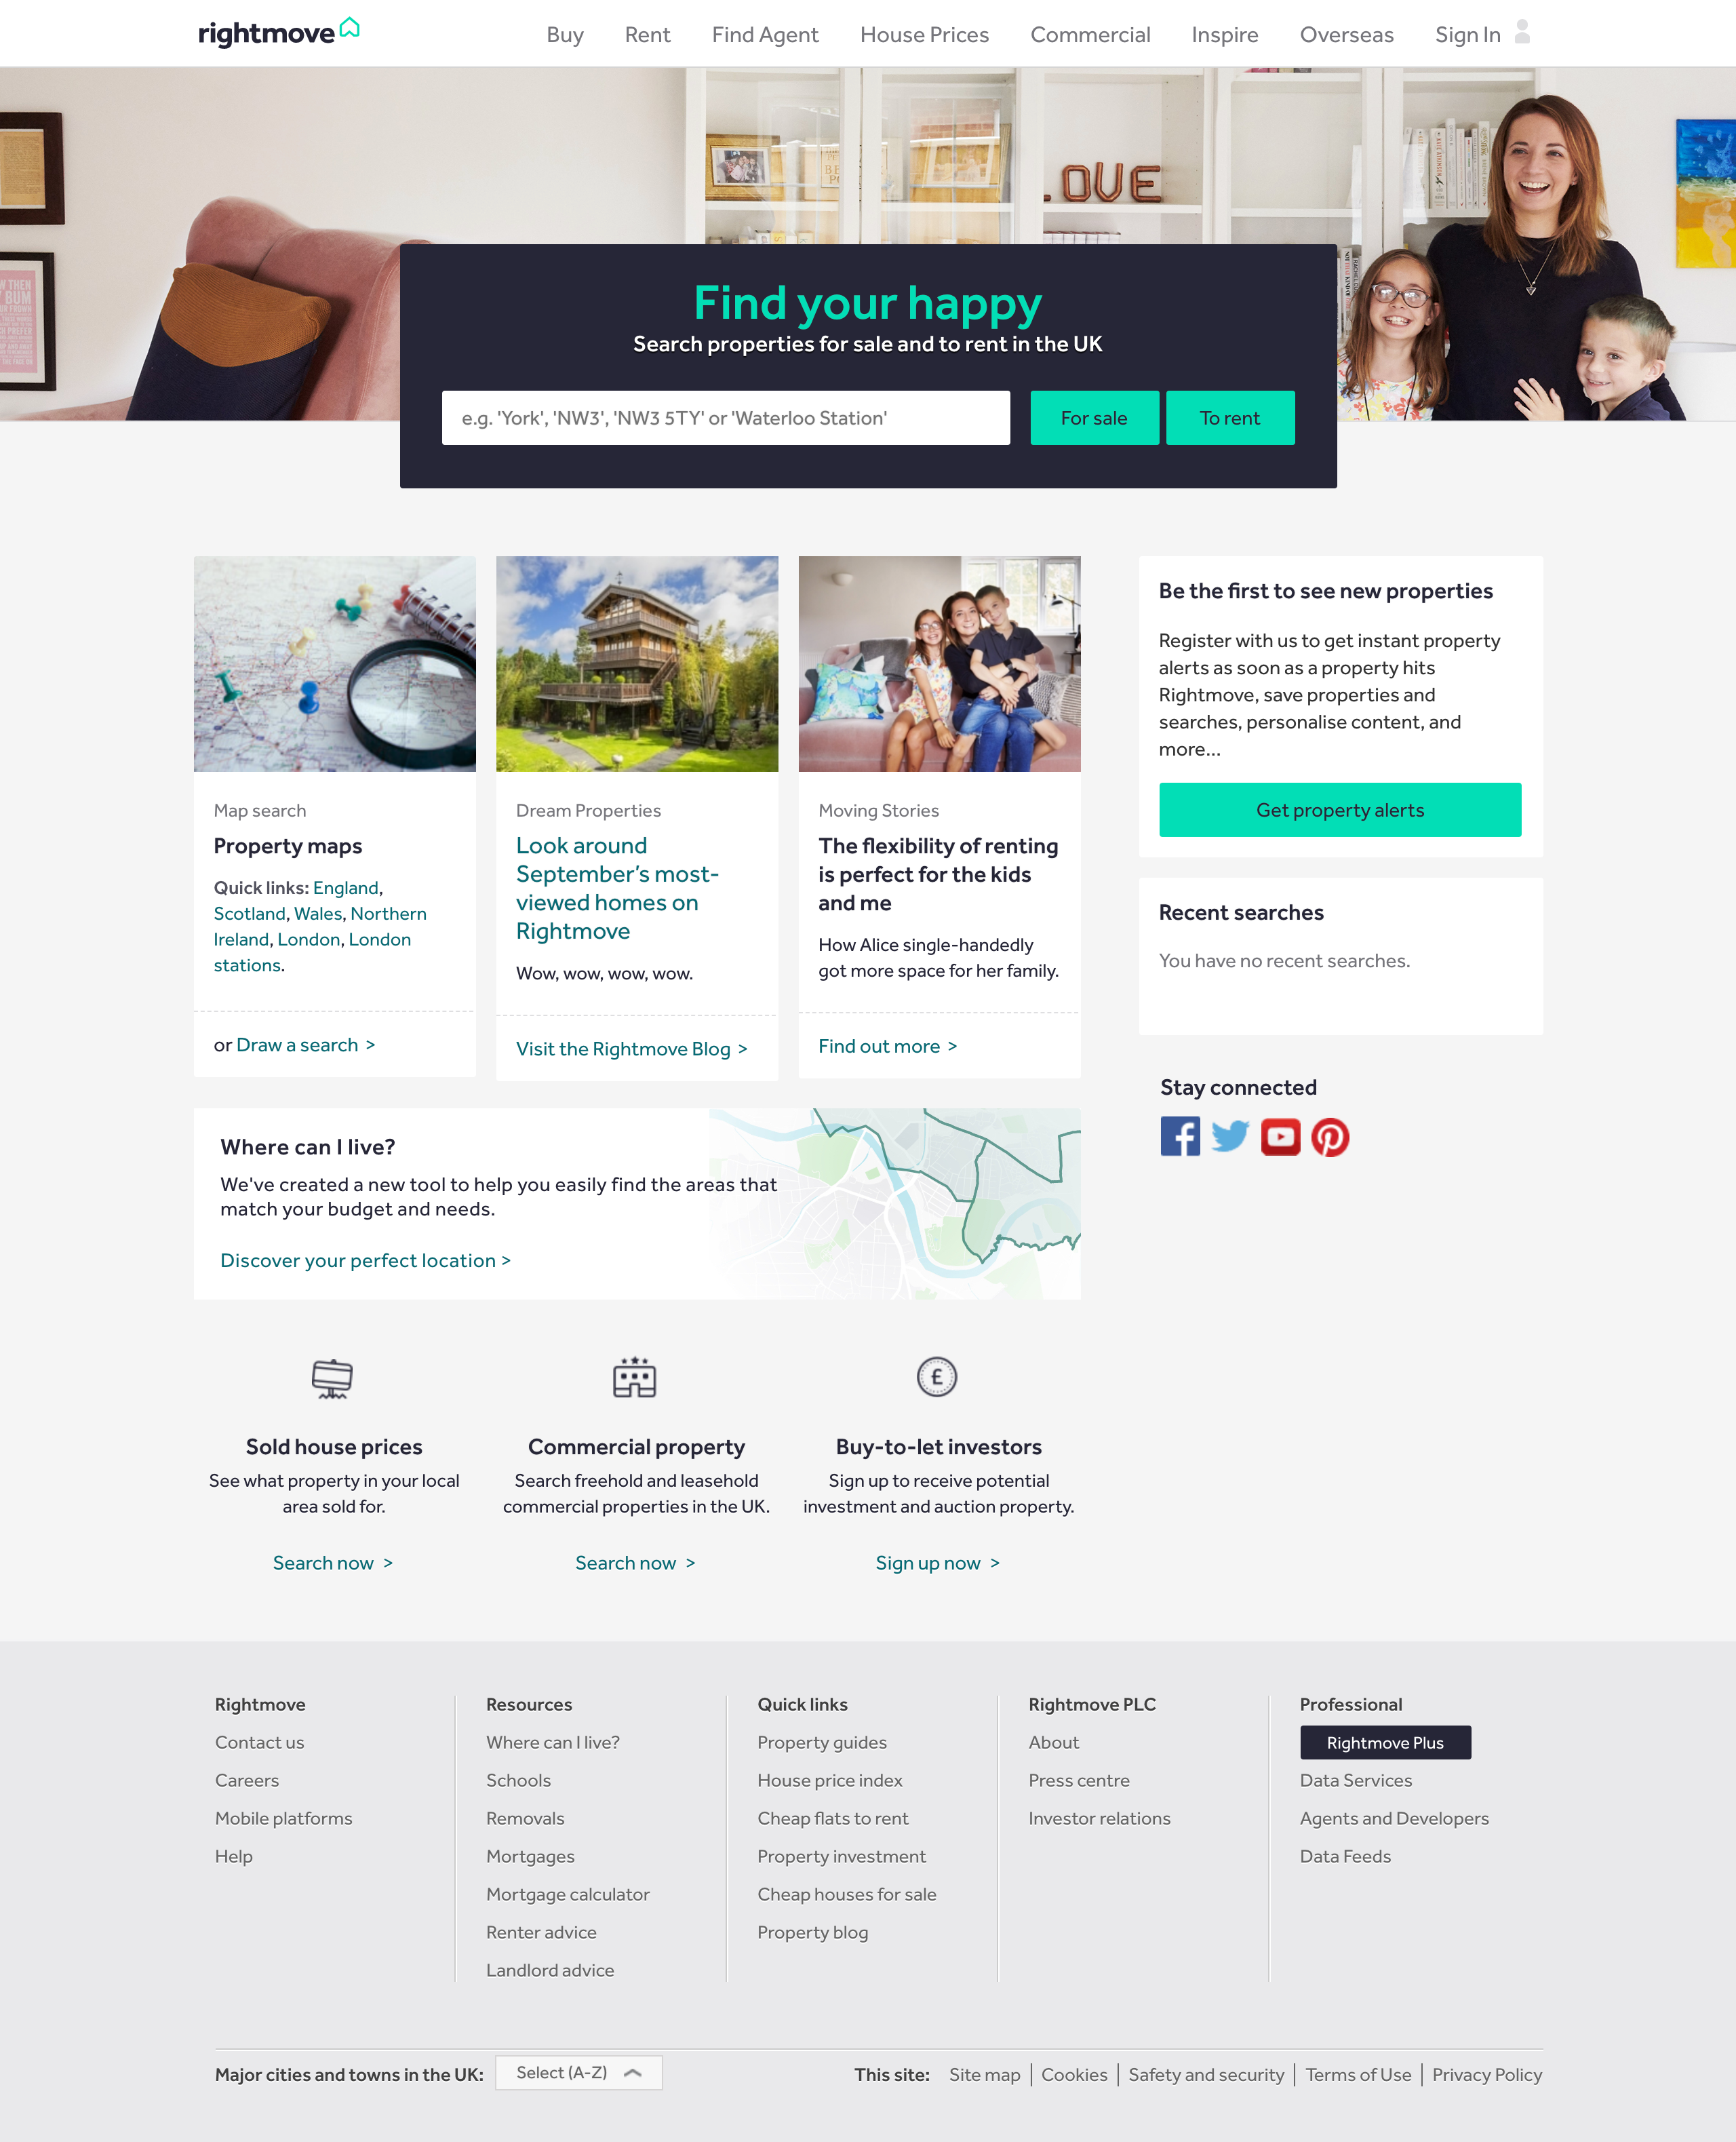 rightmove
Buy Rent Find Agent House Prices Commercial Inspire Overseas Sign In
OVE
Find your happy
Search properties for sale and to rent in the UK
e.g. 'York', 'NW3', 'NW3 5TY' or 'Waterloo Station'
For sale
To rent
Map search
Property maps
Quick links: England,
Scotland, Wales, Northern
Ireland, London, London
stations.
or Draw a search >
Dream Properties
Look around
September's most-
viewed homes on
Rightmove
Wow, wow, wow, wow.
Visit the Rightmove Blog >
Moving Stories
The flexibility of renting
is perfect for the kids
and me
How Alice single-handedly
got more space for her family.
Find out more >
Be the first to see new properties
Register with us to get instant property
alerts as soon as a property hits
Rightmove, save properties and
searches, personalise content, and
more...
Get property alerts
Recent searches
You have no recent searches.
Stay connected
Where can I live?
We've created a new tool to help you easily find the areas that
match your budget and needs.
Discover your perfect location >
Sold house prices
See what property in your local
area sold for.
Search now >
Commercial property
Search freehold and leasehold
commercial properties in the UK.
Search now >
£
Buy-to-let investors
Sign up to receive potential
investment and auction property.
Sign up now >
Rightmove
Contact us
Careers
Mobile platforms
Help
Resources
Where can I live?
Schools
Removals
Mortgages
Mortgage calculator
Renter advice
Landlord advice
Quick links
Property guides
House price index
Cheap flats to rent
Property investment
Cheap houses for sale
Property blog
Rightmove PLC
About
Press centre
Investor relations
Professional
Rightmove Plus
Data Services
Agents and Developers
Data Feeds
Major cities and towns in the UK: Select (A-Z)
This site: Site map | Cookies | Safety and security | Terms of Use | Privacy Policy